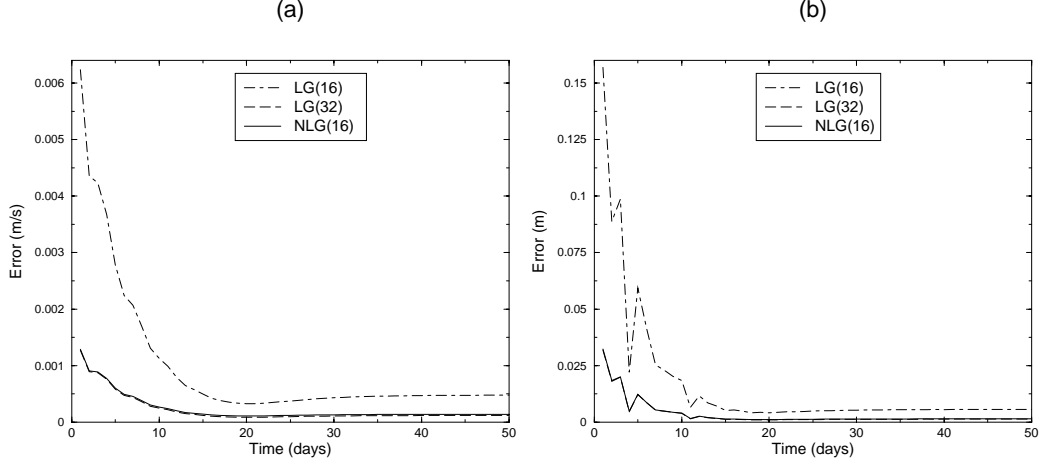 (a)
0.006
0.005
0.004
0.003
0.002
0.001
0
Error (m/s)
LG(16)
LG(32)
NLG(16)
0 10 20 30 40 50
Time (days)
(b)
0.15
0.125
0.1
0.075
0.05
0.025
0
Error (m)
LG(16)
LG(32)
NLG(16)
0 10 20 30 40 50
Time (days)